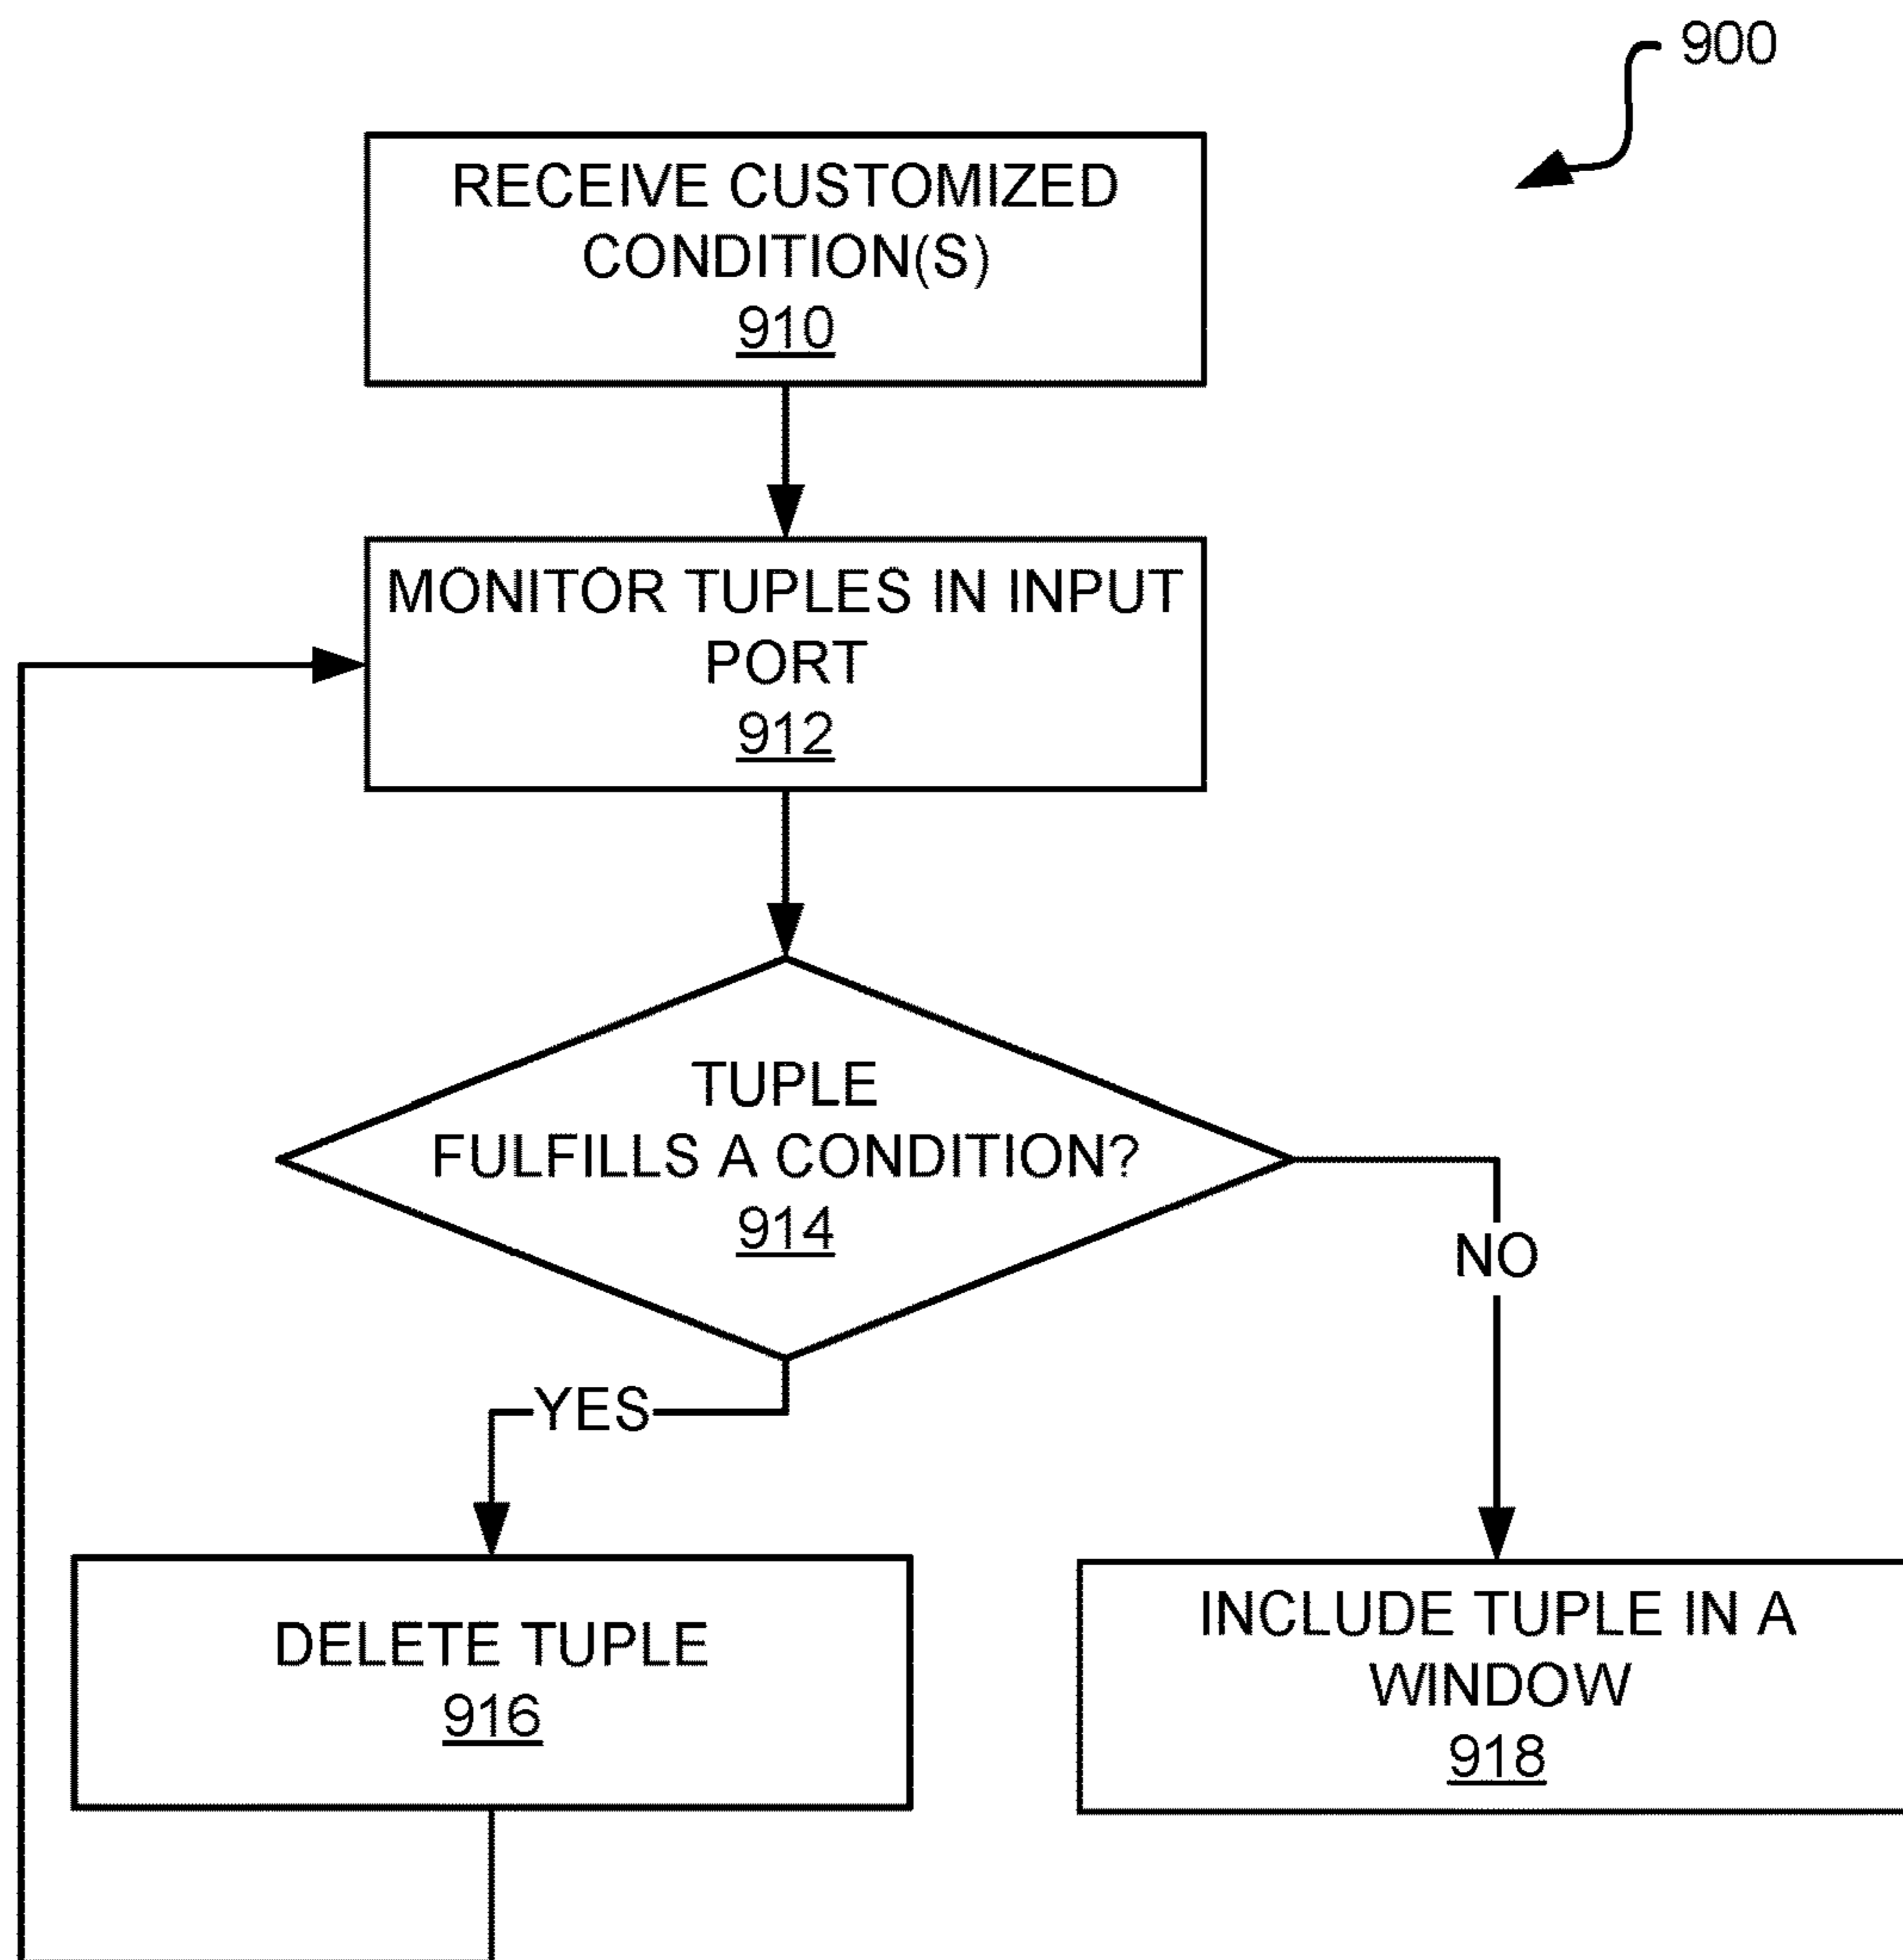 900
RECEIVE CUSTOMIZED
CONDITION(S)
910
MONITOR TUPLES IN INPUT
PORT
912
TUPLE
FULFILLS A CONDITION?
914
NO
YES
DELETE TUPLE
916
INCLUDE TUPLE IN A
WINDOW
918